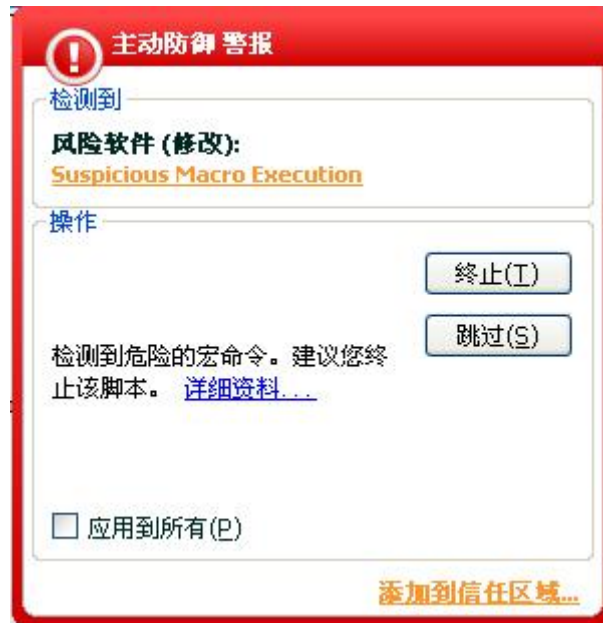 主动防御 警报
检测到
风险软件 (修改):
Suspicious Macro Execution
操作
终止(T)
跳过(S)
检测到危险的宏命令。建议您终
止该脚本。 详细资料...
应用到所有(P)
添加到信任区域...